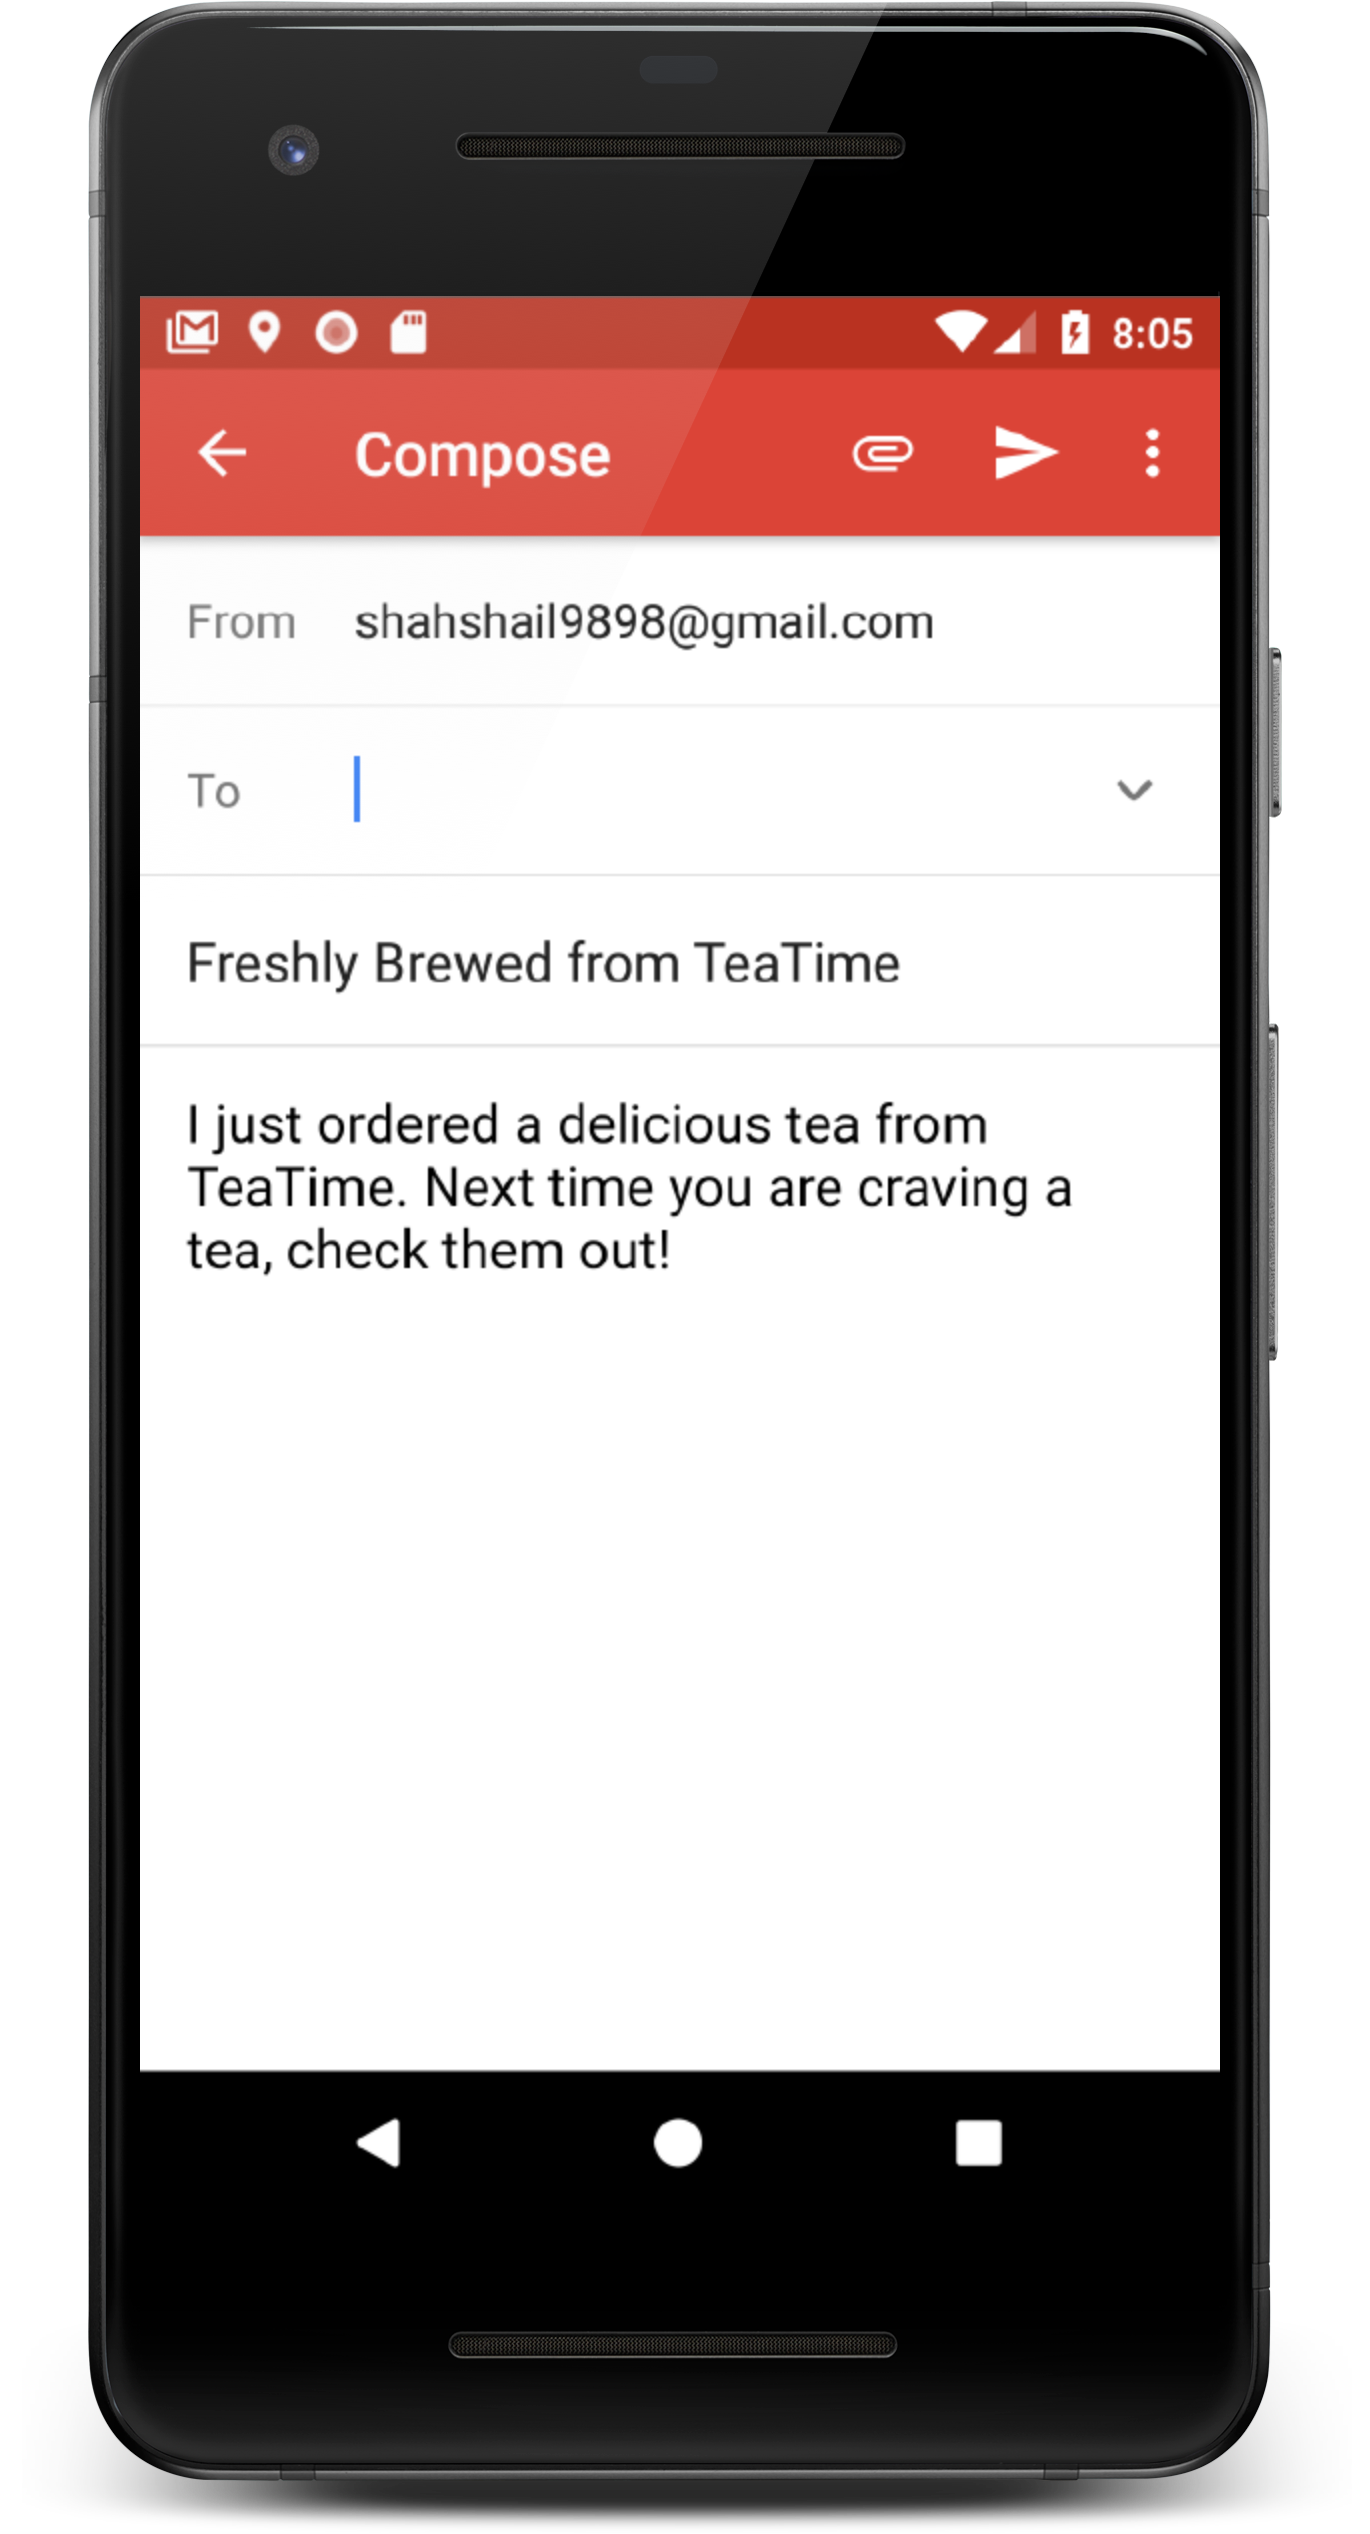 8:05
Compose
From shahshail9898@gmail.com
To
Freshly Brewed from TeaTime
I just ordered a delicious tea from
TeaTime. Next time you are craving a
tea, check them out!